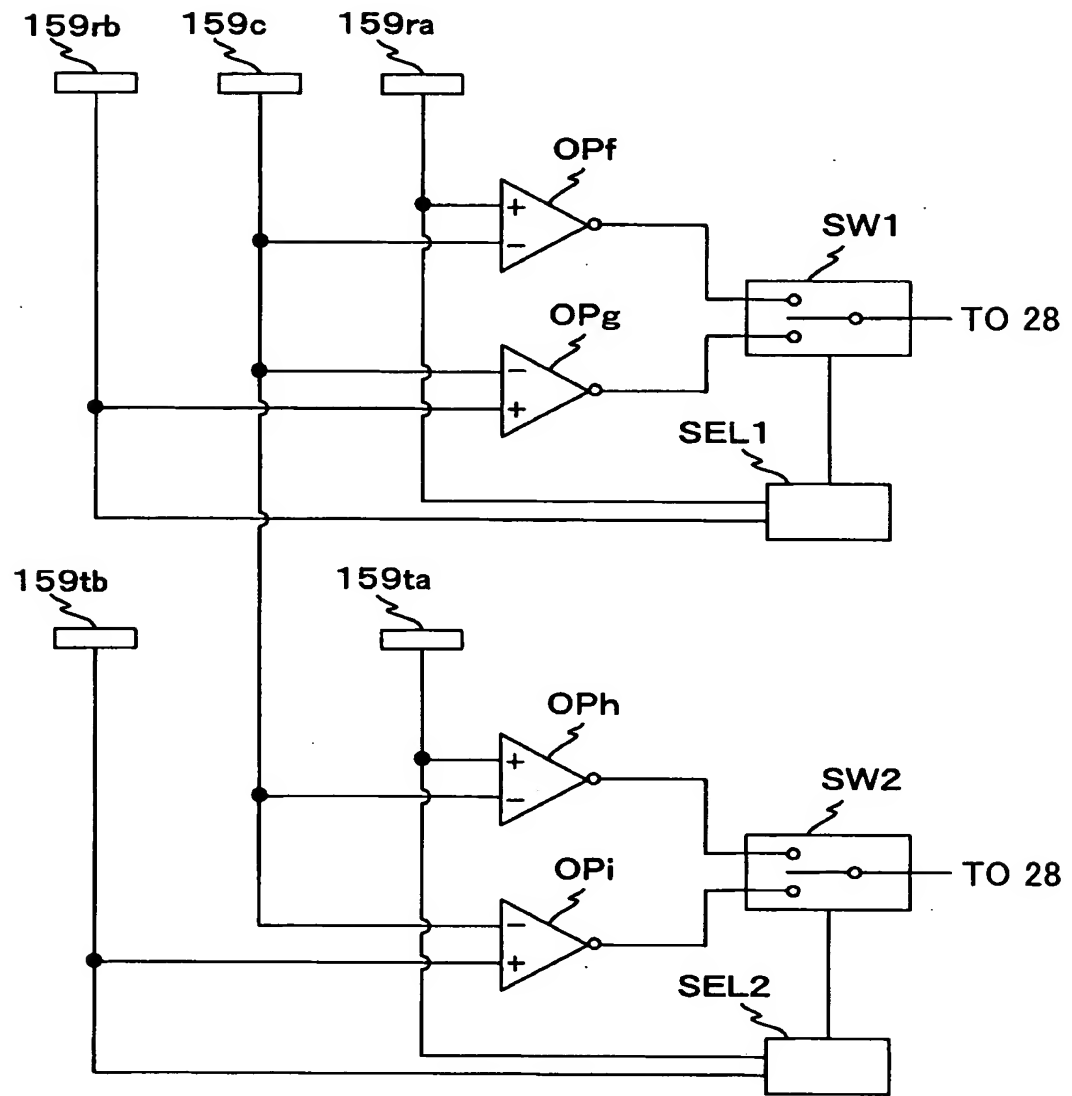 159rb 159c 159ra
OPf
+
−
SW1
TO 28
OPg
−
+
SEL1
159tb 159ta
OPh
+
−
SW2
TO 28
OPi
−
+
SEL2